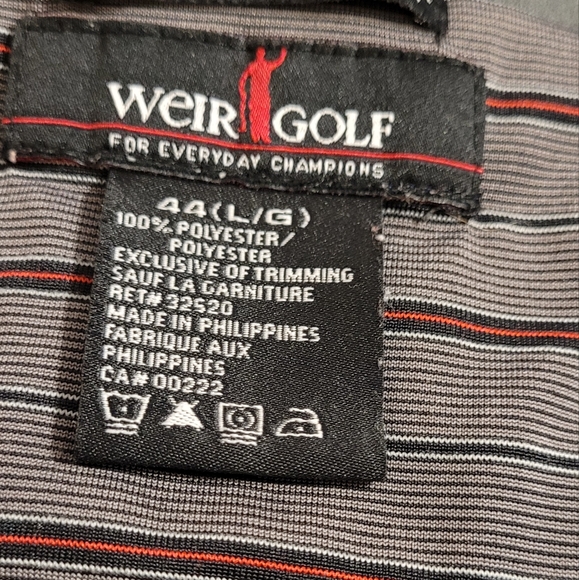 WEIR GOLF
FOR EVERYDAY CHAMPIONS
44(L/G)
100% POLYESTER/
POLYESTER
EXCLUSIVE OF TRIMMING
SAUF LA GARNITURE
RET# 32520
MADE IN PHILIPPINES
FABRIQUE AUX
PHILIPPINES
CA# 00222